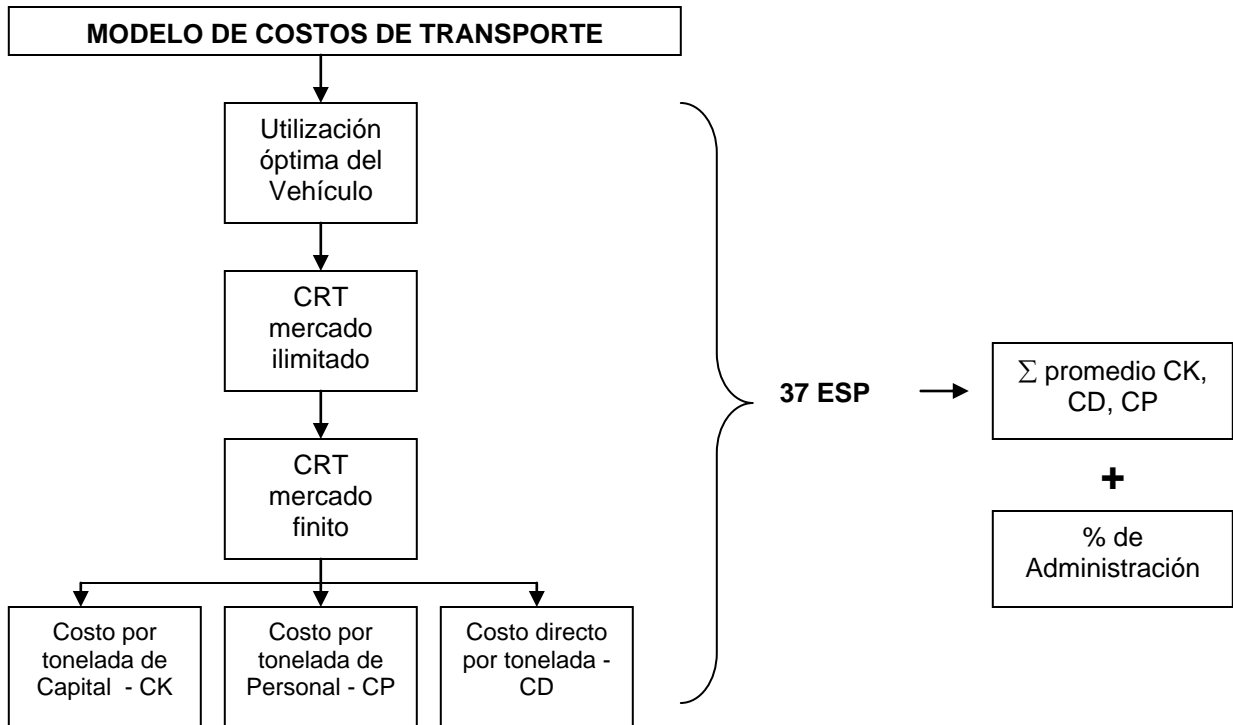 MODELO DE COSTOS DE TRANSPORTE
Utilización
óptima del
Vehículo
CRT
mercado
ilimitado
CRT
mercado
finito
Costo por
tonelada de
Capital - CK
Costo por
tonelada de
Personal - CP
Costo directo
por tonelada -
CD
37 ESP
∑ promedio CK,
CD, CP
+
% de
Administración